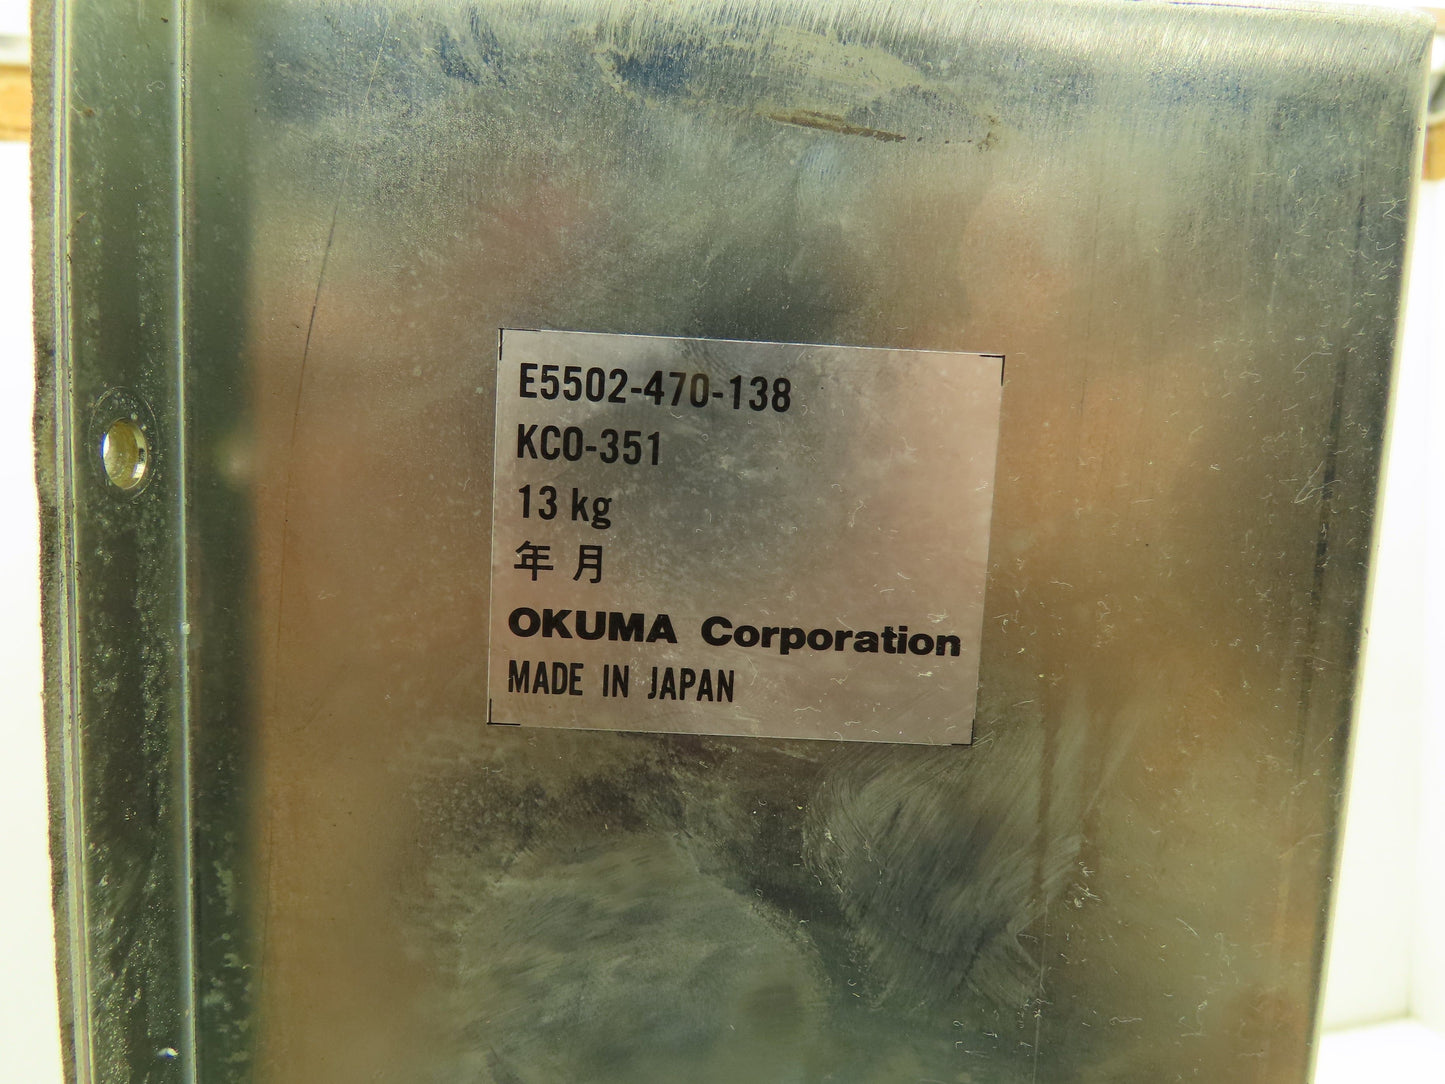 E5502-470-138
KCO-351
13 kg
年 月
OKUMA Corporation
MADE IN JAPAN